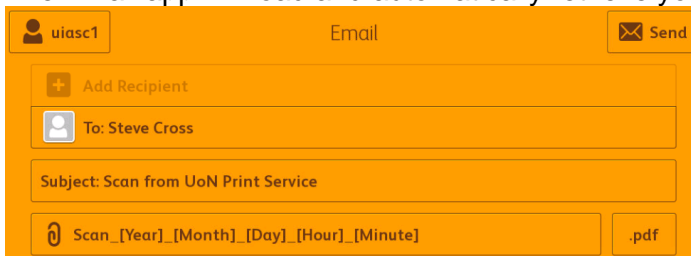 uiasc1 Email Send
Add Recipient
To: Steve Cross
Subject: Scan from UoN Print Service
Scan_[Year]_[Month]_[Day]_[Hour]_[Minute] .pdf